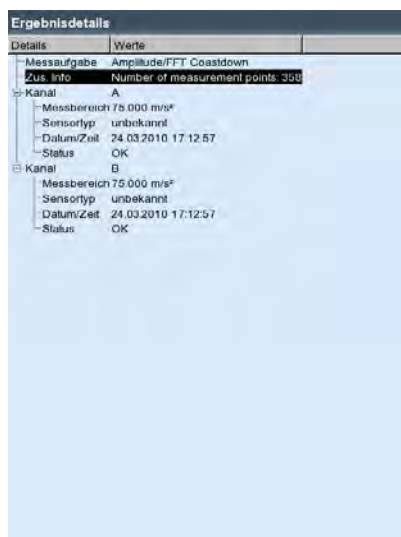 Ergebnisdetails
Details Werte
Messaufgabe Amplitude/FFT Coastdown
Zus. Info Number of measurement points: 358
Kanal A
Messbereich 75.000 m/s²
Sensortyp unbekannt
Datum/Zeit 24.03.2010 17:12:57
Status OK
Kanal B
Messbereich 75.000 m/s²
Sensortyp unbekannt
Datum/Zeit 24.03.2010 17:12:57
Status OK